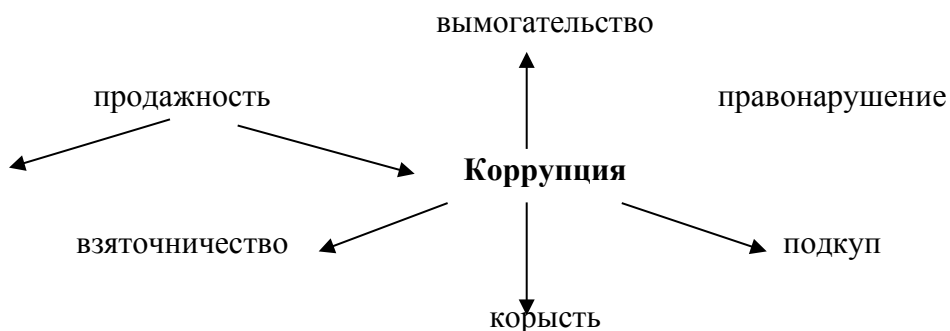 вымогательство
продажность
правонарушение
Коррупция
взяточничество
подкуп
корысть